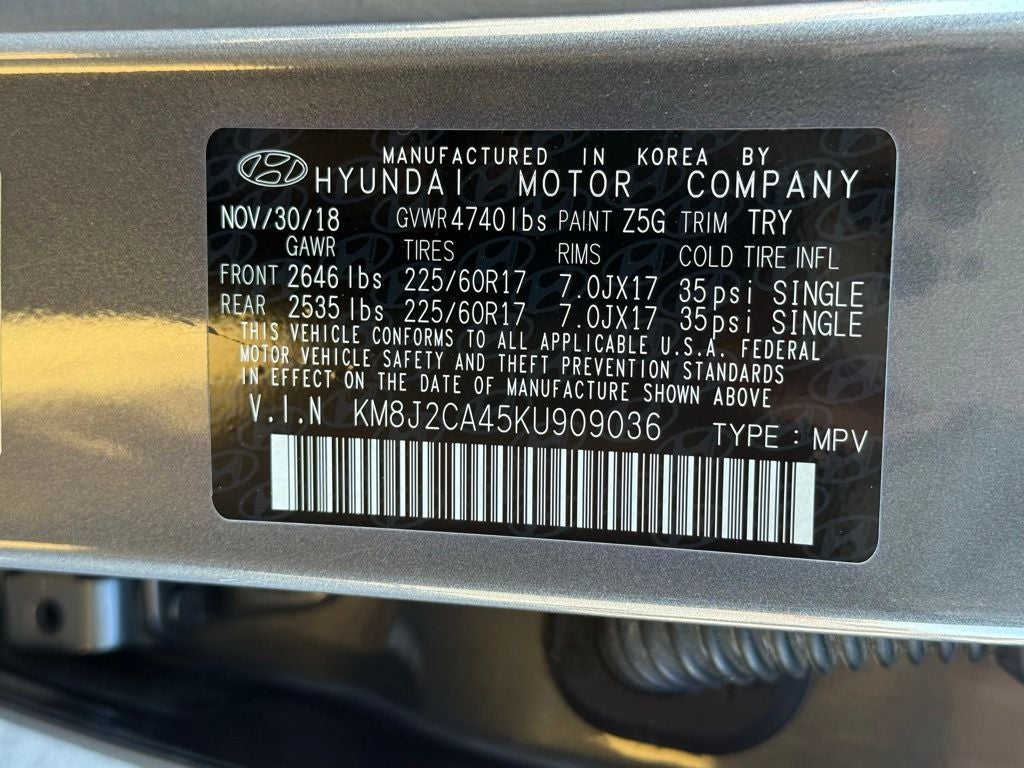 MANUFACTURED IN KOREA BY
HYUNDAI MOTOR COMPANY
NOV/30/18 GVWR 4740lbs PAINT Z5G TRIM TRY
GAWR TIRES RIMS COLD TIRE INFL
FRONT 2646 lbs 225/60R17 7.0JX17 35psi SINGLE
REAR 2535 lbs 225/60R17 7.0JX17 35psi SINGLE
THIS VEHICLE CONFORMS TO ALL APPLICABLE U.S.A. FEDERAL
MOTOR VEHICLE SAFETY AND THEFT PREVENTION STANDARDS
IN EFFECT ON THE DATE OF MANUFACTURE SHOWN ABOVE
V.I.N KM8J2CA45KU909036 TYPE : MPV